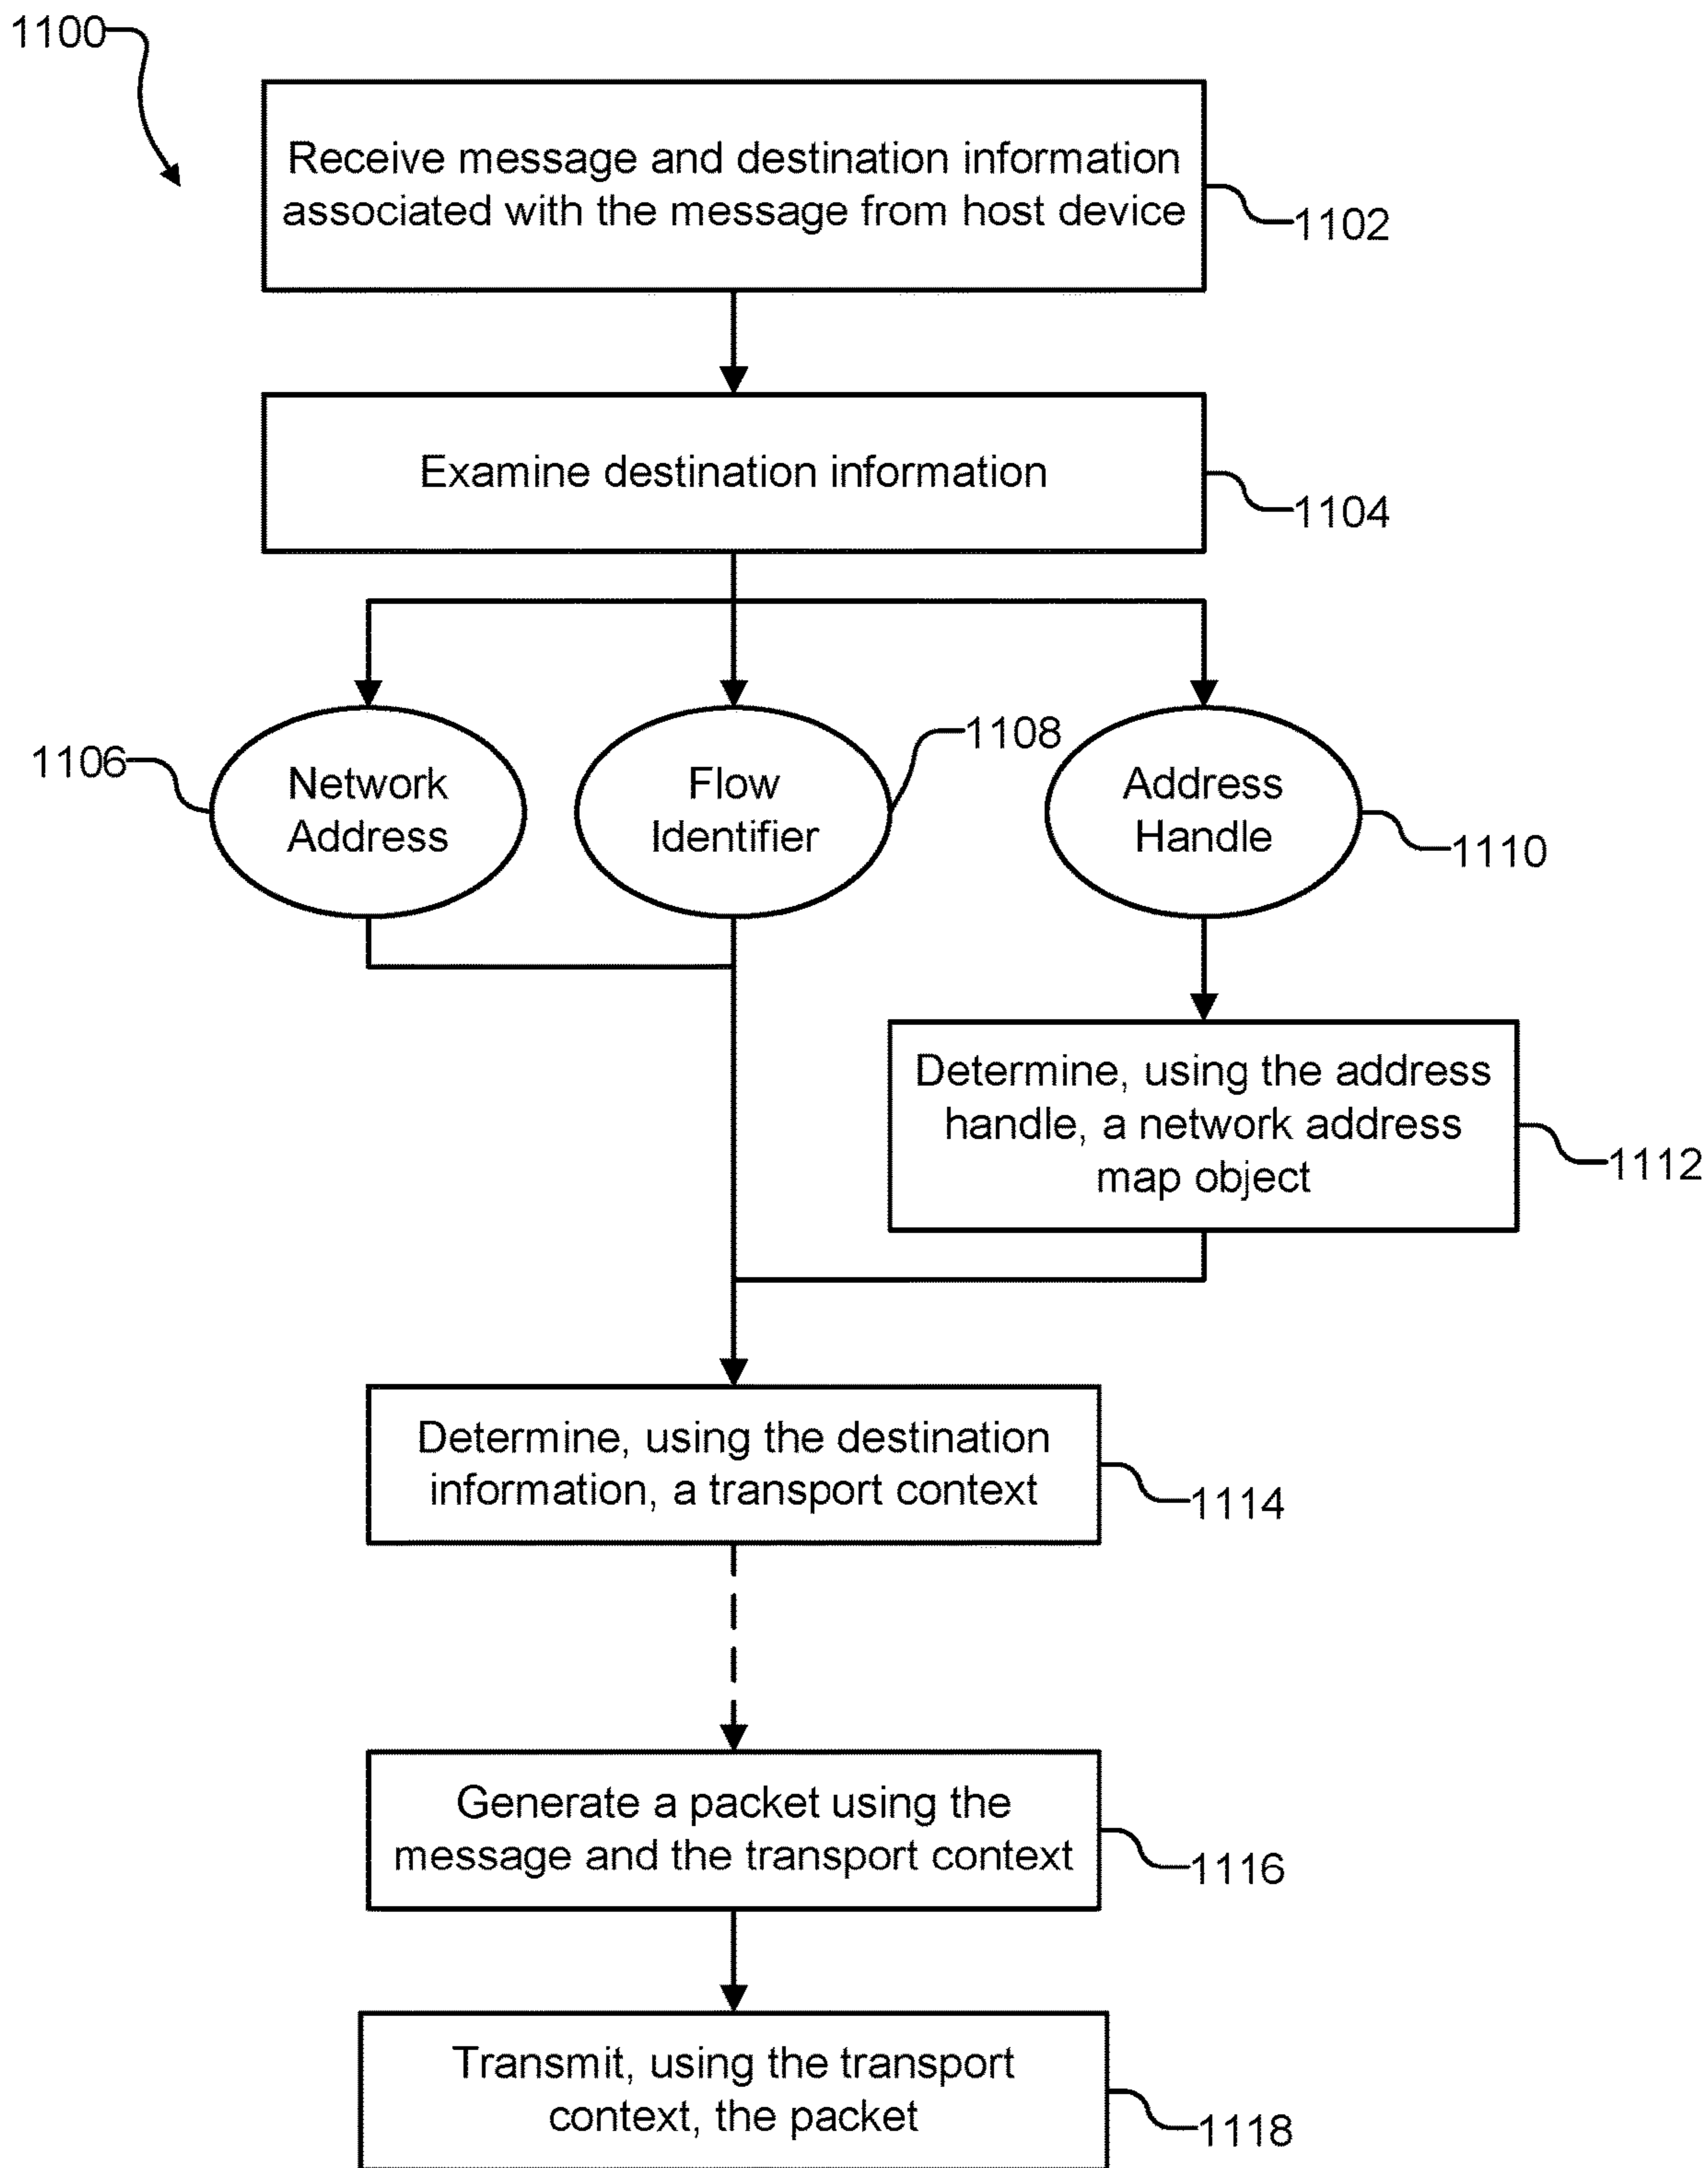 1100
Receive message and destination information
associated with the message from host device
1102
Examine destination information
1104
1106
Network
Address
Flow
Identifier
1108
Address
Handle
1110
Determine, using the address
handle, a network address
map object
1112
Determine, using the destination
information, a transport context
1114
Generate a packet using the
message and the transport context
1116
Transmit, using the transport
context, the packet
1118